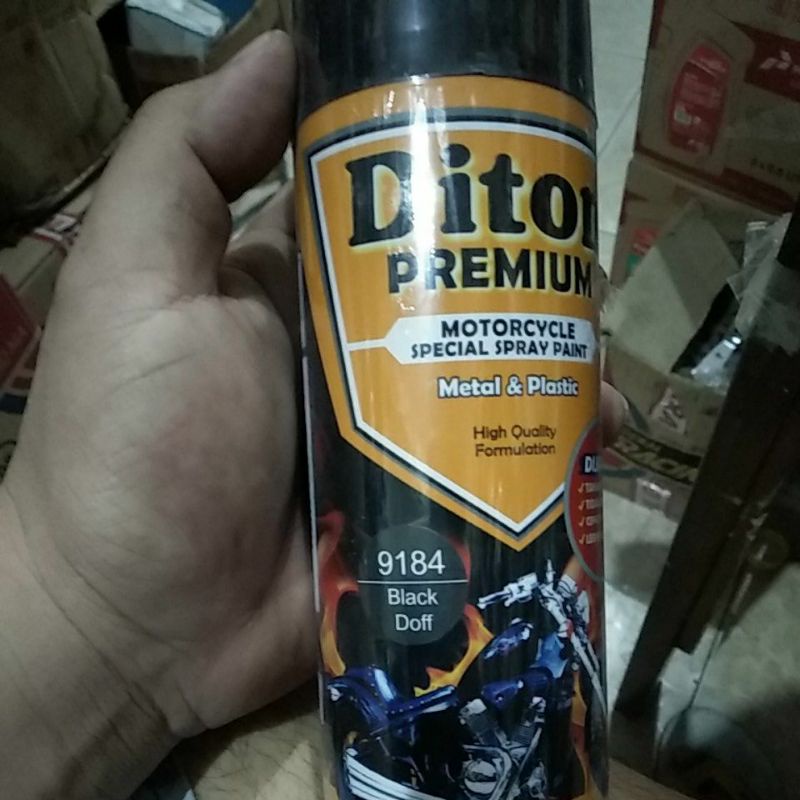 Diton
PREMIUM
MOTORCYCLE
SPECIAL SPRAY PAINT
Metal & Plastic
High Quality
Formulation
9184
Black
Doff